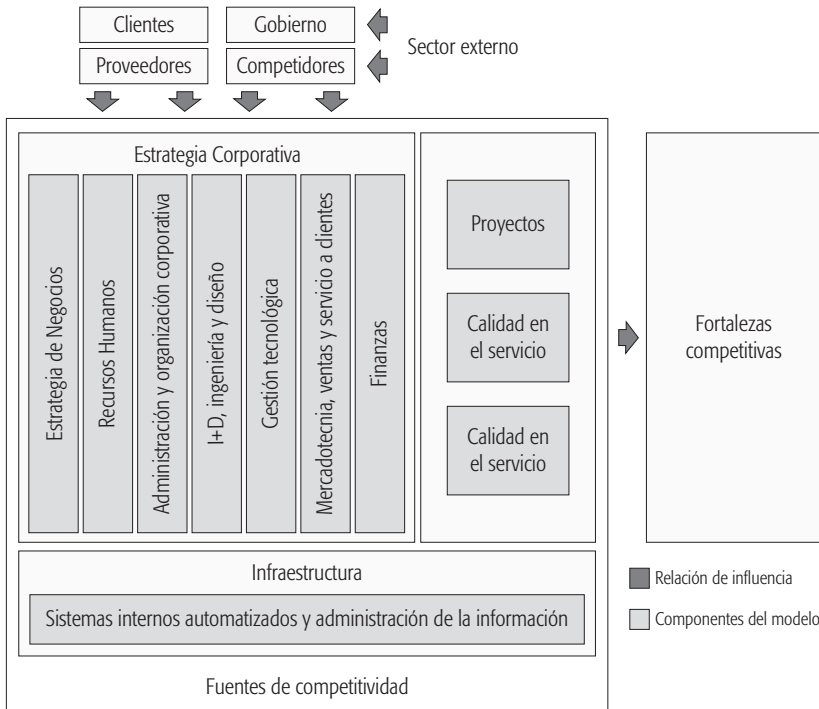 Clientes
Gobierno
Sector externo
Proveedores
Competidores
Estrategia Corporativa
Estrategia de Negocios
Recursos Humanos
Administración y organización corporativa
I+D, ingeniería y diseño
Gestión tecnológica
Mercadotecnia, ventas y servicio a clientes
Finanzas
Proyectos
Calidad en
el servicio
Calidad en
el servicio
Fortalezas
competitivas
Infraestructura
Sistemas internos automatizados y administración de la información
Fuentes de competitividad
Relación de influencia
Componentes del modelo